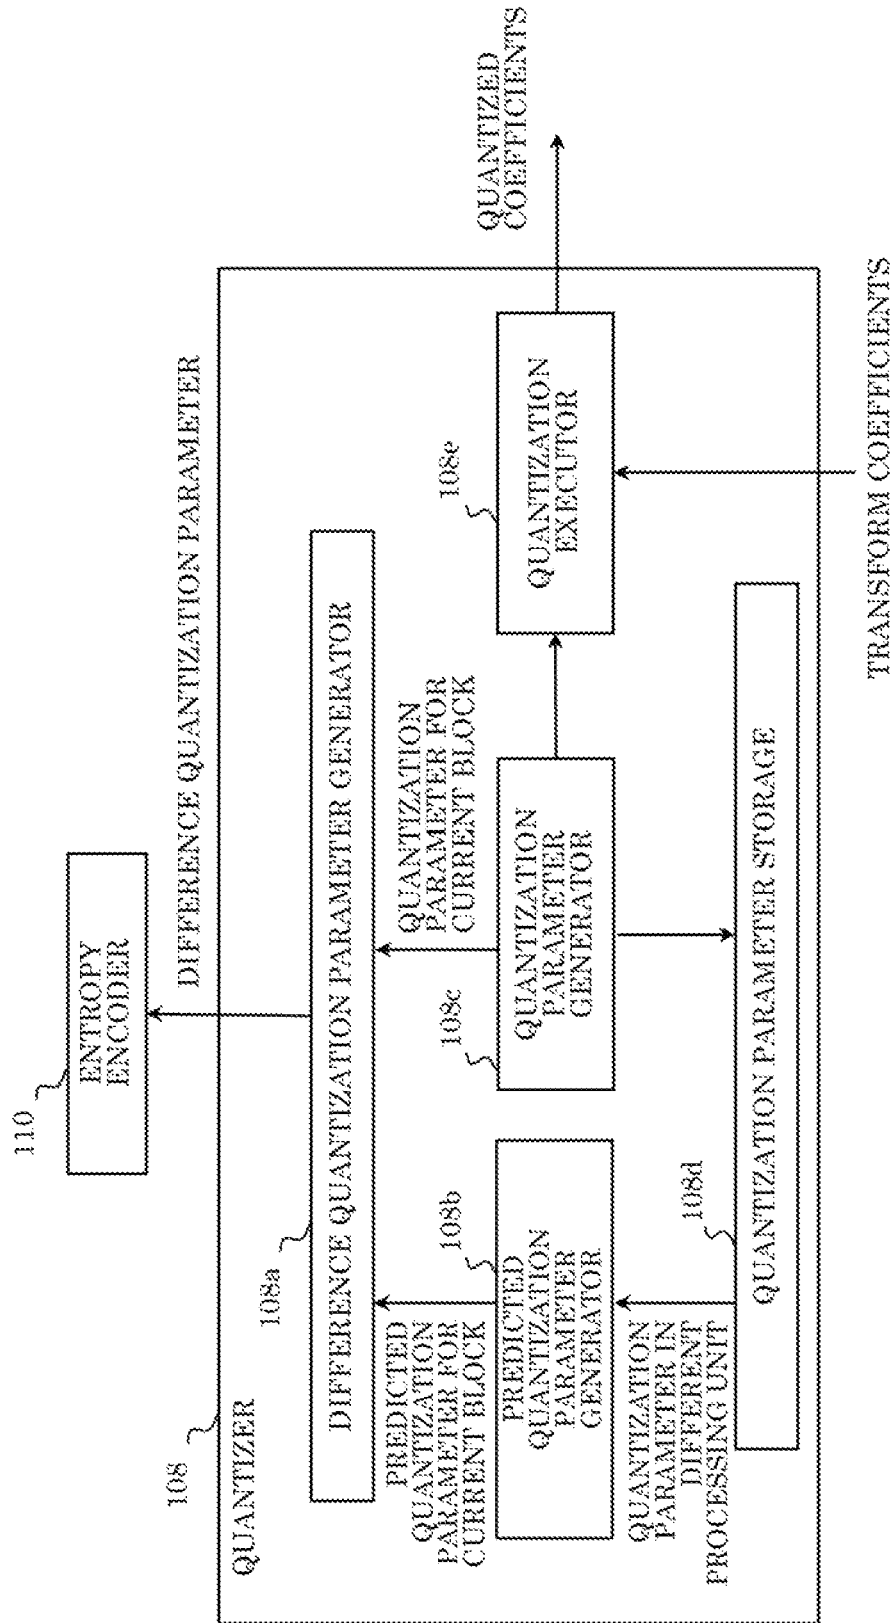 110
ENTROPY
ENCODER
DIFFERENCE QUANTIZATION PARAMETER
108
QUANTIZER
108a
DIFFERENCE QUANTIZATION PARAMETER GENERATOR
PREDICTED
QUANTIZATION
PARAMETER FOR
CURRENT BLOCK
QUANTIZATION
PARAMETER FOR
CURRENT BLOCK
108b
PREDICTED
QUANTIZATION
PARAMETER
GENERATOR
108c
QUANTIZATION
PARAMETER
GENERATOR
108e
QUANTIZATION
EXECUTOR
QUANTIZED
COEFFICIENTS
QUANTIZATION
PARAMETER IN
DIFFERENT
PROCESSING UNIT
108d
QUANTIZATION PARAMETER STORAGE
TRANSFORM COEFFICIENTS